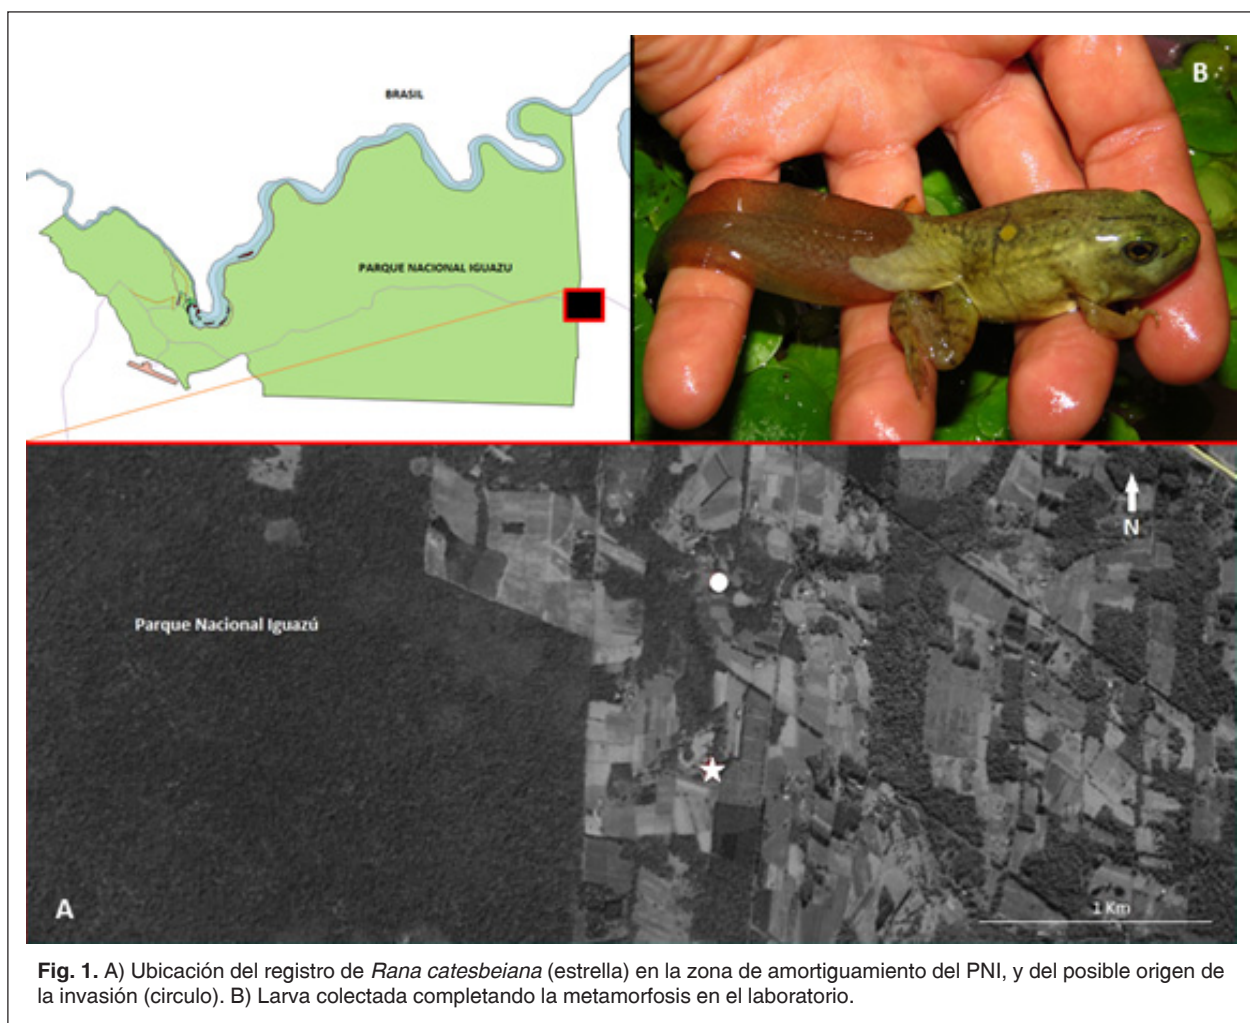 BRASIL
PARQUE NACIONAL IGUAZU
B
Parque Nacional Iguazú
N
A
1 Km
Fig. 1. A) Ubicación del registro de Rana catesbeiana (estrella) en la zona de amortiguamiento del PNI, y del posible origen de
la invasión (circulo). B) Larva colectada completando la metamorfosis en el laboratorio.